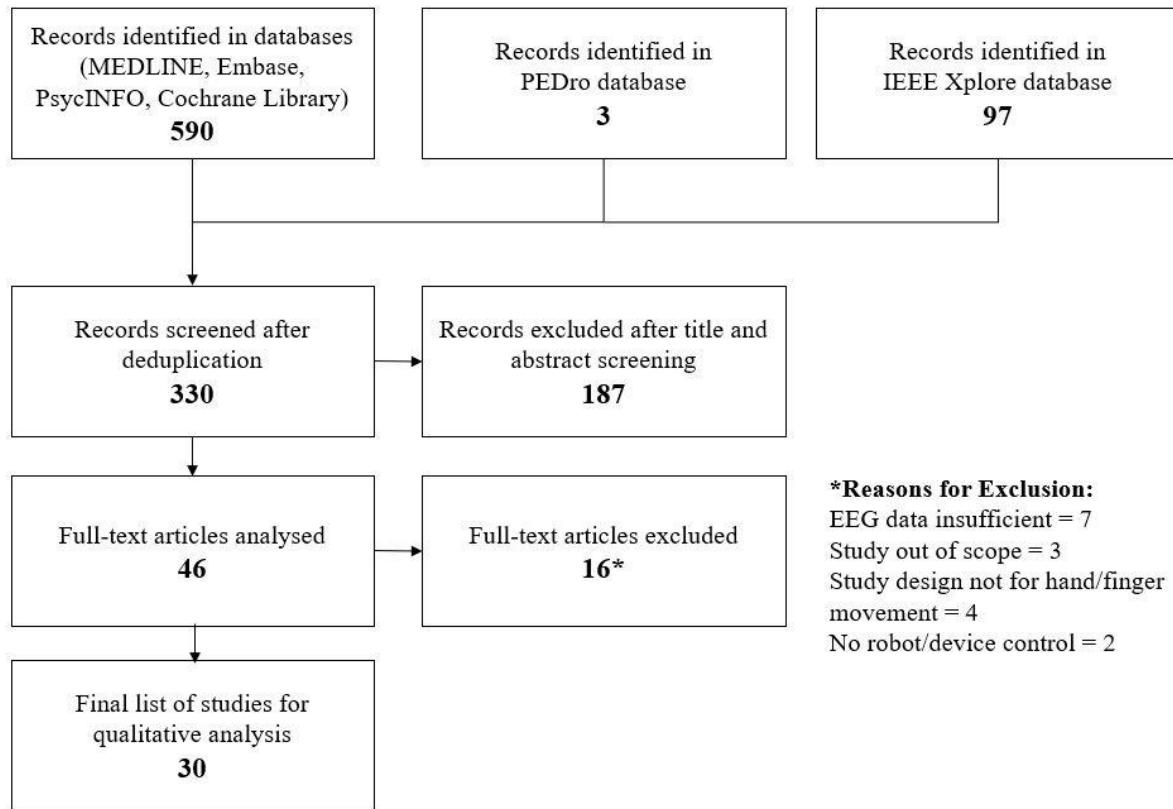 Records identified in databases
(MEDLINE, Embase,
PsycINFO, Cochrane Library)
590
Records identified in
PEDro database
3
Records identified in
IEEE Xplore database
97
Records screened after
deduplication
330
Records excluded after title and
abstract screening
187
Full-text articles analysed
46
Full-text articles excluded
16*
*Reasons for Exclusion:
EEG data insufficient = 7
Study out of scope = 3
Study design not for hand/finger
movement = 4
No robot/device control = 2
Final list of studies for
qualitative analysis
30